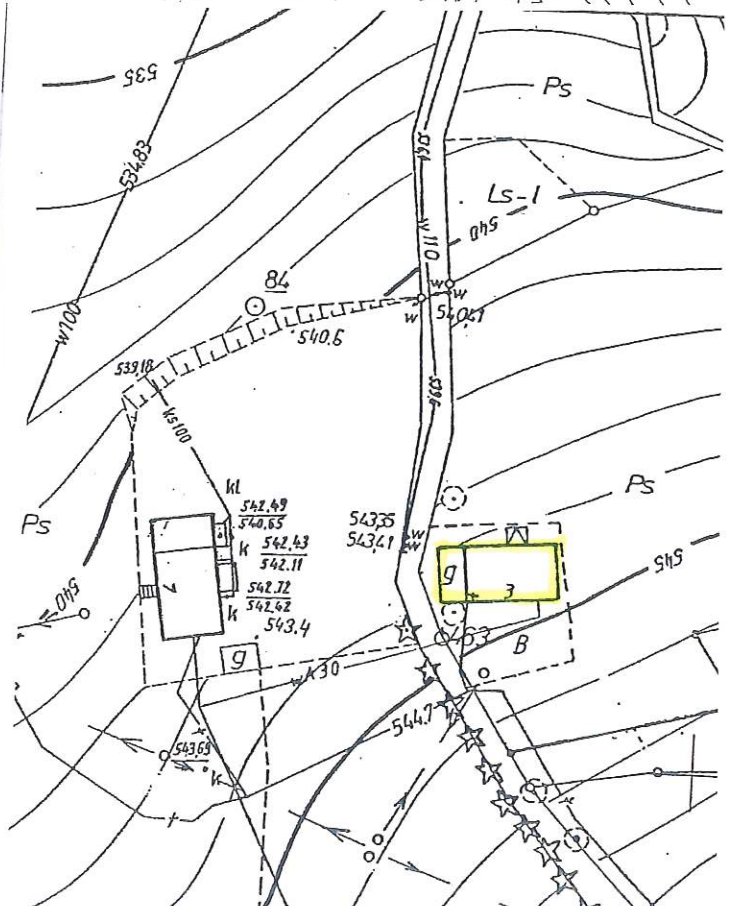 535
Ps
534.83
Ls-1
540
w110
w100
84
w
w
w
540.41
540.6
539.18
ks100
Ps
kl
542.49
540.65
k
542.43
542.11
542.72
542.42
k
543.4
543,35
543,41
w
w
g
3
Ps
545
540
g
wA30
B
544.7
543.69
k